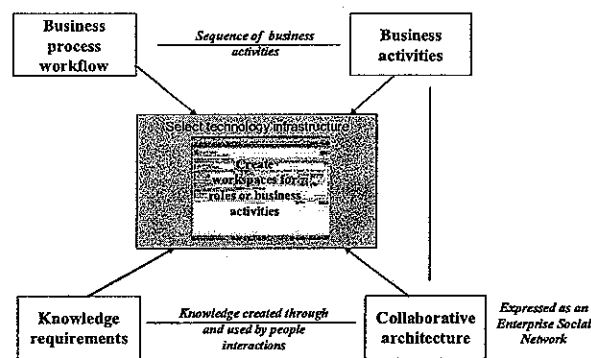 Business
process
workflow
Sequence of business
activities
Business
activities
Select technology infrastructure
Create
workspaces for
roles or business
activities
Knowledge
requirements
Knowledge created through
and used by people
interactions
Collaborative
architecture
Expressed as an
Enterprise Social
Network